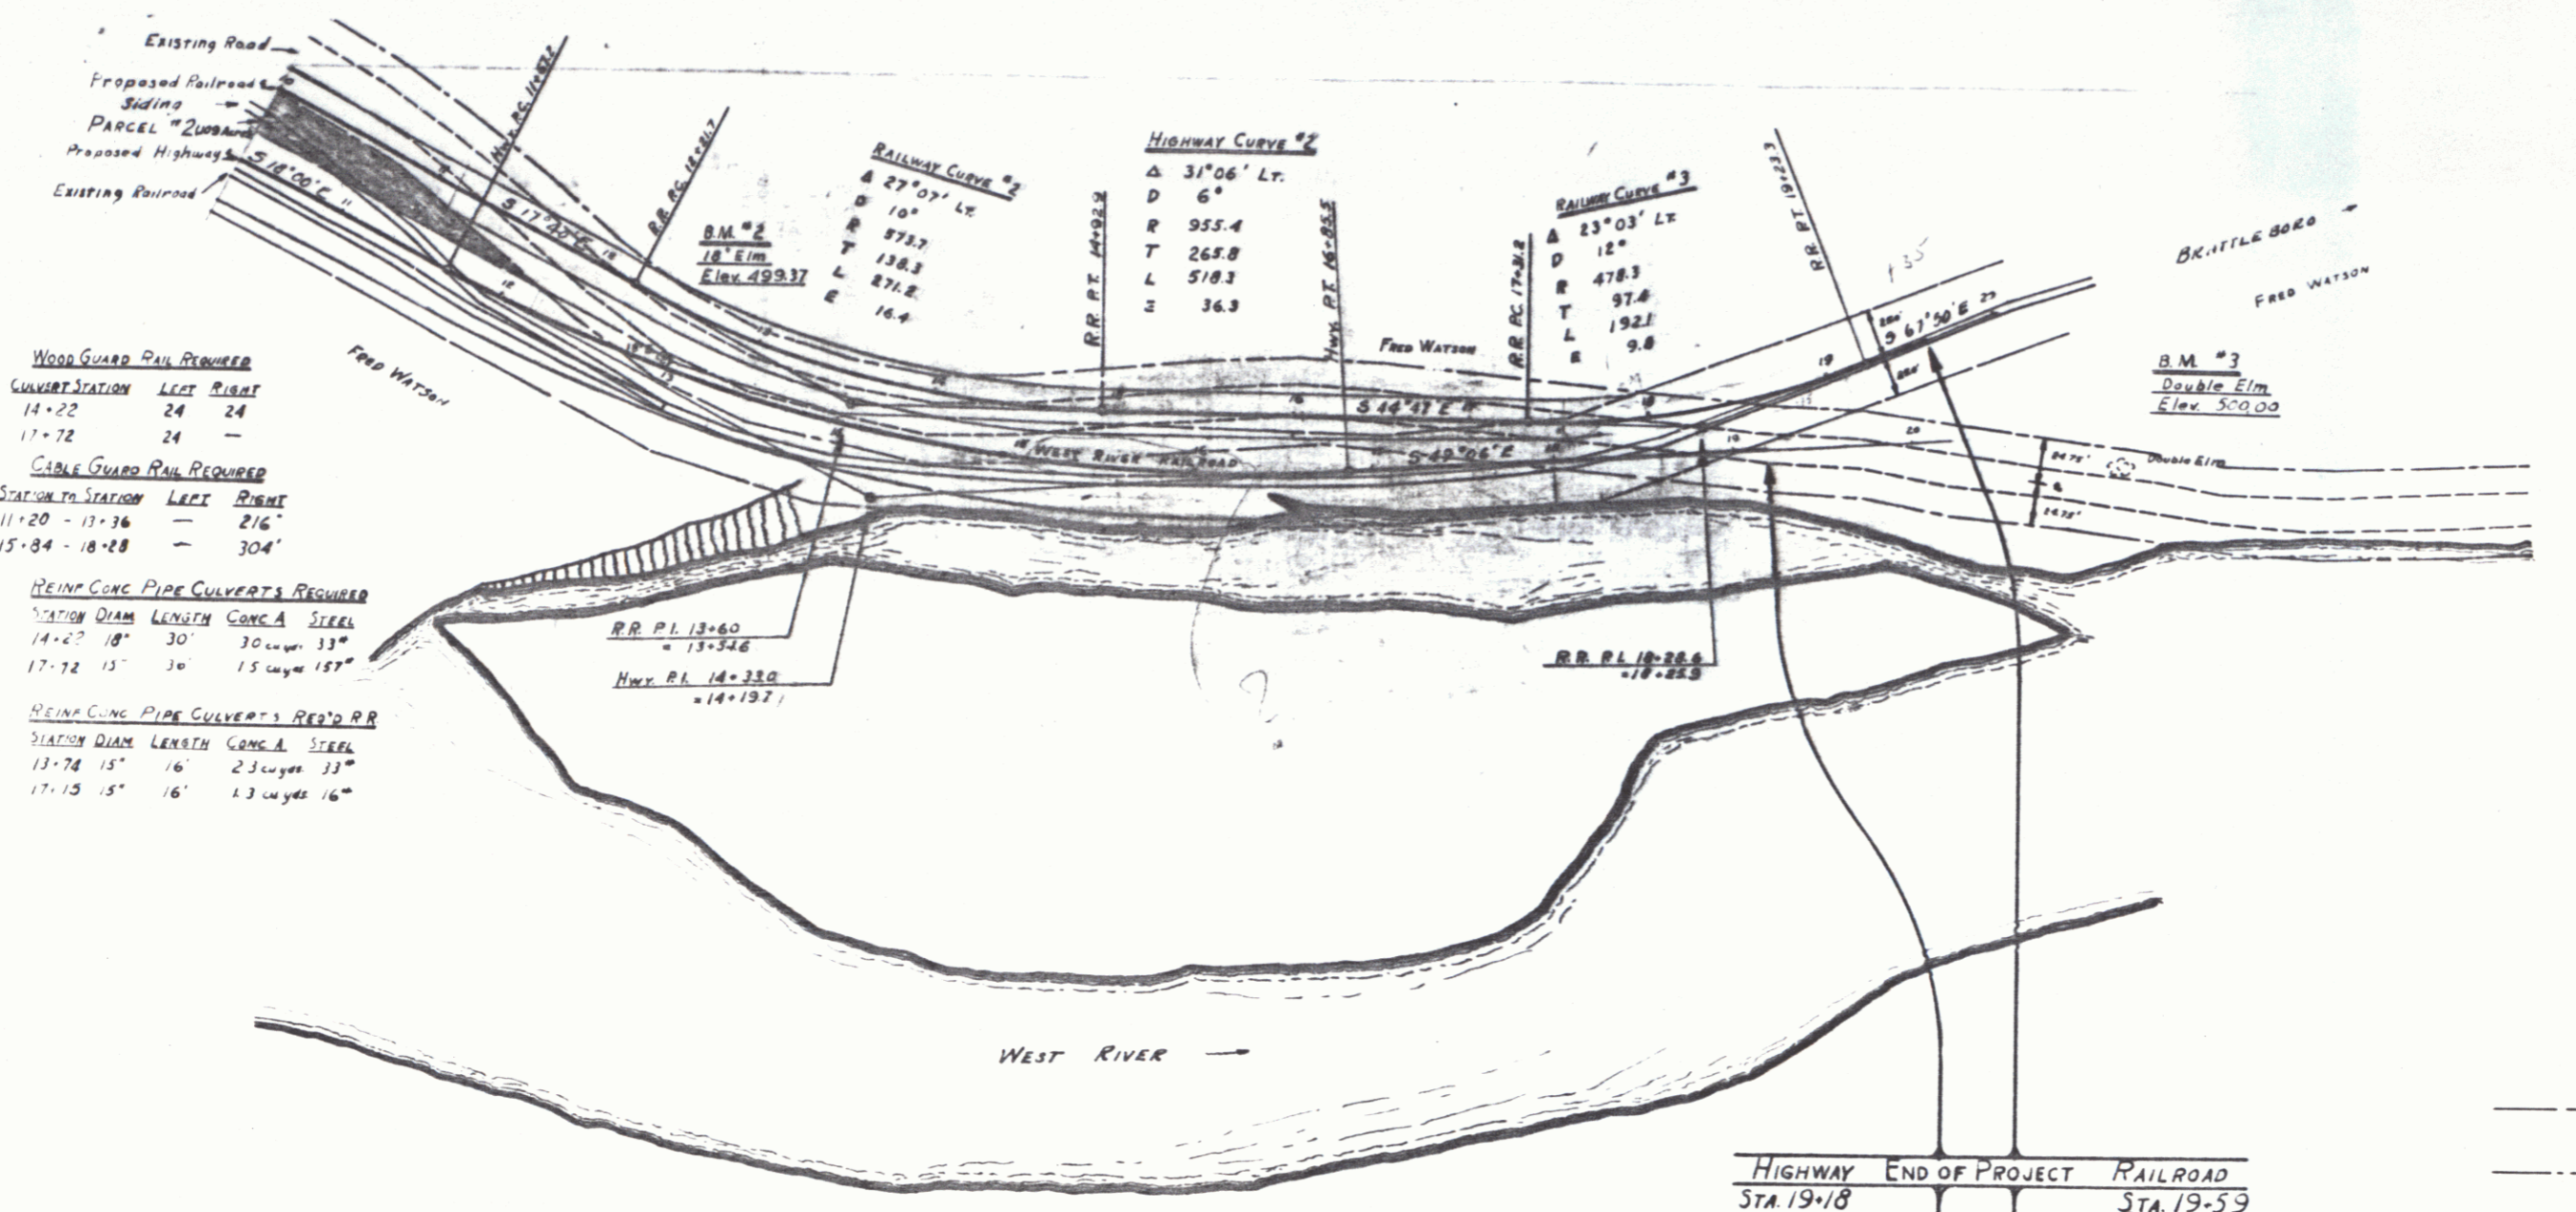 Existing Road
Proposed Railroad
Siding
PARCEL #2
Proposed Highway
Existing Railroad
S 18°00' E
S 17°40' E
HWY. P.C. 11+67.2
R.R. P.C. 12+21.7
B.M. #2
18" Elm
Elev. 499.37
RAILWAY CURVE #2
Δ 27°07' LT.
D 10°
R 573.7
T 138.3
L 271.2
E 16.4
R.R. P.T. 14+92.9
HIGHWAY CURVE #2
Δ 31°06' LT.
D 6°
R 955.4
T 265.8
L 518.3
E 36.3
HWY. P.T. 16+85.5
R.R. P.C. 17+31.2
RAILWAY CURVE #3
Δ 23°03' LT.
D 12°
R 478.3
T 97.4
L 192.1
E 9.8
R.R. P.T. 19+23.3
BRATTLEBORO
FRED WATSON
S 67°50' E
FRED WATSON
S 44°47' E
WEST RIVER RAILROAD
S 49°06' E
FRED WATSON
B.M. #3
Double Elm
Elev. 500.00
Double Elm
24.75'
24.75'
WOOD GUARD RAIL REQUIRED
CULVERT STATION LEFT RIGHT
14+22 24 24
17+72 24 —
CABLE GUARD RAIL REQUIRED
STATION TO STATION LEFT RIGHT
11+20 - 13+36 — 216'
15+84 - 18+28 — 304'
REINF CONC PIPE CULVERTS REQUIRED
STATION DIAM LENGTH CONC A STEEL
14+22 18" 30' 3.0 cu yds. 33#
17+72 15" 30' 1.5 cu yds 157#
REINF CONC PIPE CULVERTS REQ'D R R
STATION DIAM LENGTH CONC A STEEL
13+74 15" 16' 2.3 cu yds. 33#
17+15 15" 16' 1.3 cu yds. 16#
R.R. P.I. 13+60
= 13+54.6
HWY. P.I. 14+33.0
= 14+19.7
R.R. P.I. 18+28.6
= 18+25.9
WEST RIVER
HIGHWAY END OF PROJECT RAILROAD
STA. 19+18 STA. 19+59